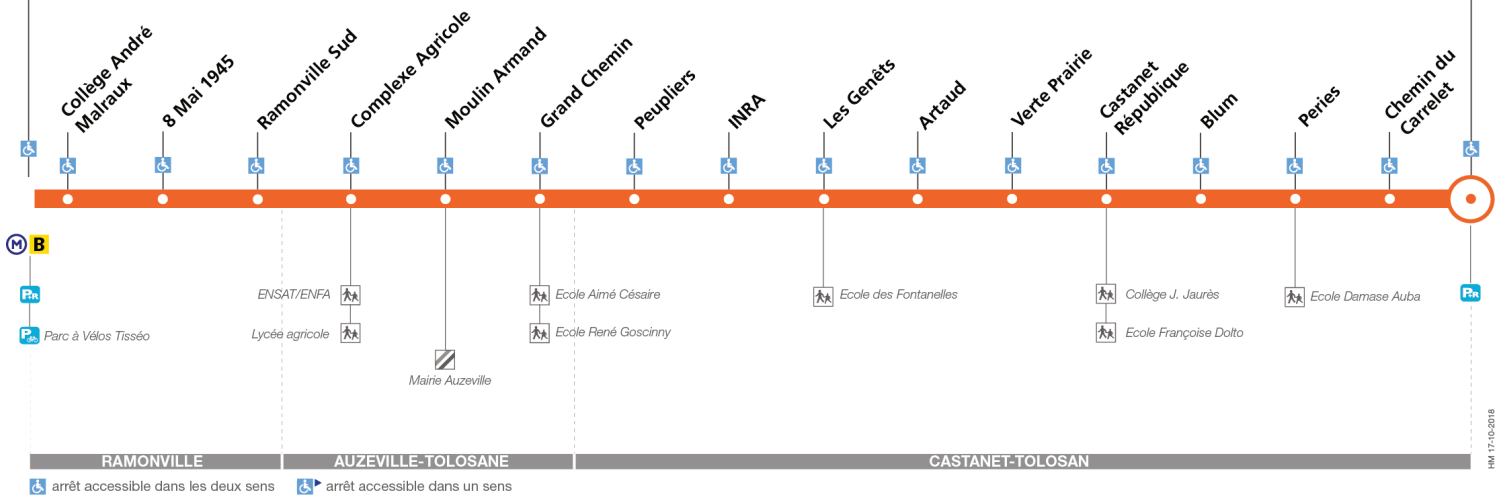 Collège André
Malraux
8 Mai 1945
Ramonville Sud
Complexe Agricole
Moulin Armand
Grand Chemin
Peupliers
INRA
Les Genêts
Artaud
Verte Prairie
Castanet
République
Blum
Peries
Chemin du
Carrelet
M B
P+R
ENSAT/ENFA
Ecole Aimé Césaire
Ecole des Fontanelles
Collège J. Jaurès
Ecole Damase Auba
P+R
P Parc à Vélos Tisséo
Lycée agricole
Ecole René Goscinny
Ecole Françoise Dolto
Mairie Auzeville
HM 17-10-2018
RAMONVILLE
AUZEVILLE-TOLOSANE
CASTANET-TOLOSAN
arrêt accessible dans les deux sens
arrêt accessible dans un sens